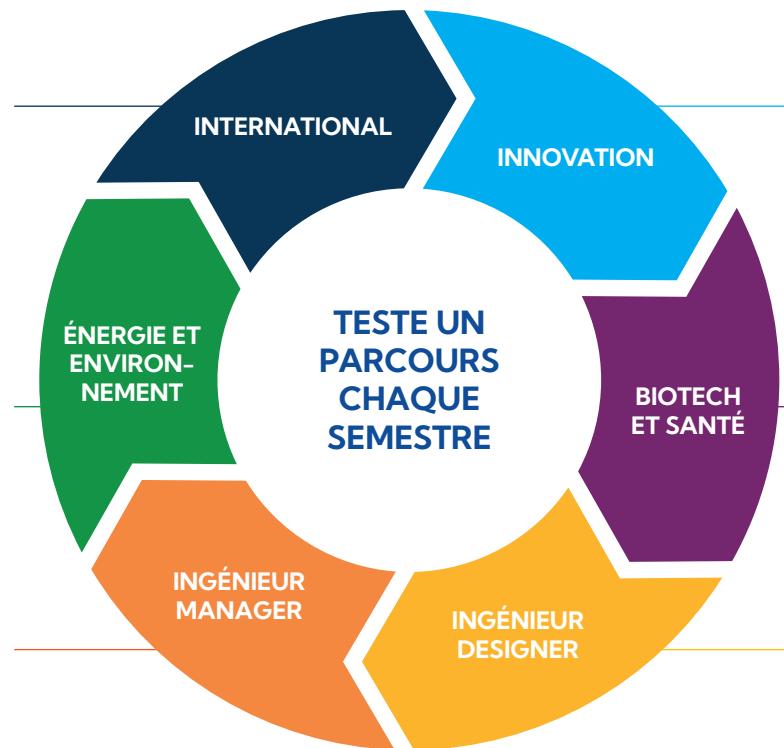 INTERNATIONAL
INNOVATION
ÉNERGIE ET
ENVIRON-
NEMENT
TESTE UN
PARCOURS
CHAQUE
SEMESTRE
BIOTECH
ET SANTÉ
INGÉNIEUR
MANAGER
INGÉNIEUR
DESIGNER